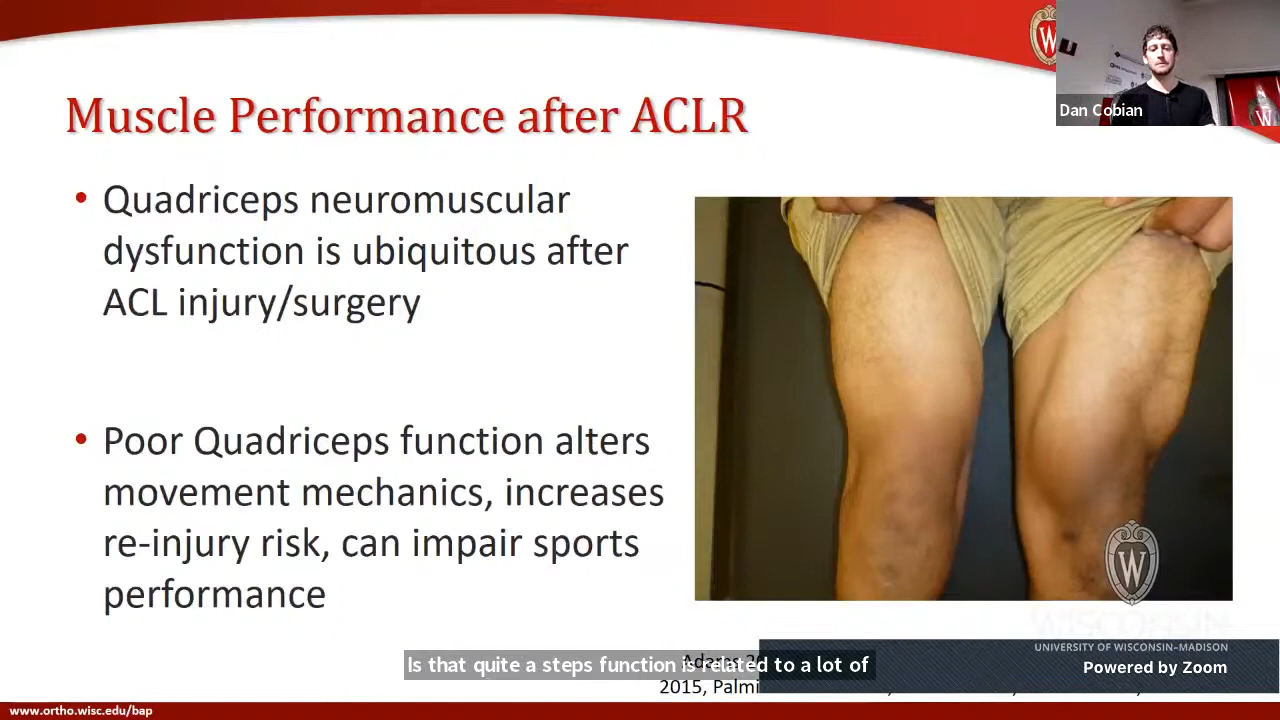 W
Dan Cobian
Muscle Performance after ACLR
• Quadriceps neuromuscular
dysfunction is ubiquitous after
ACL injury/surgery
• Poor Quadriceps function alters
movement mechanics, increases
re-injury risk, can impair sports
performance
W
WISCONSIN
UNIVERSITY OF WISCONSIN–MADISON
Is that quite a steps function is related to a lot of
Powered by Zoom
2015,
www.ortho.wisc.edu/bap